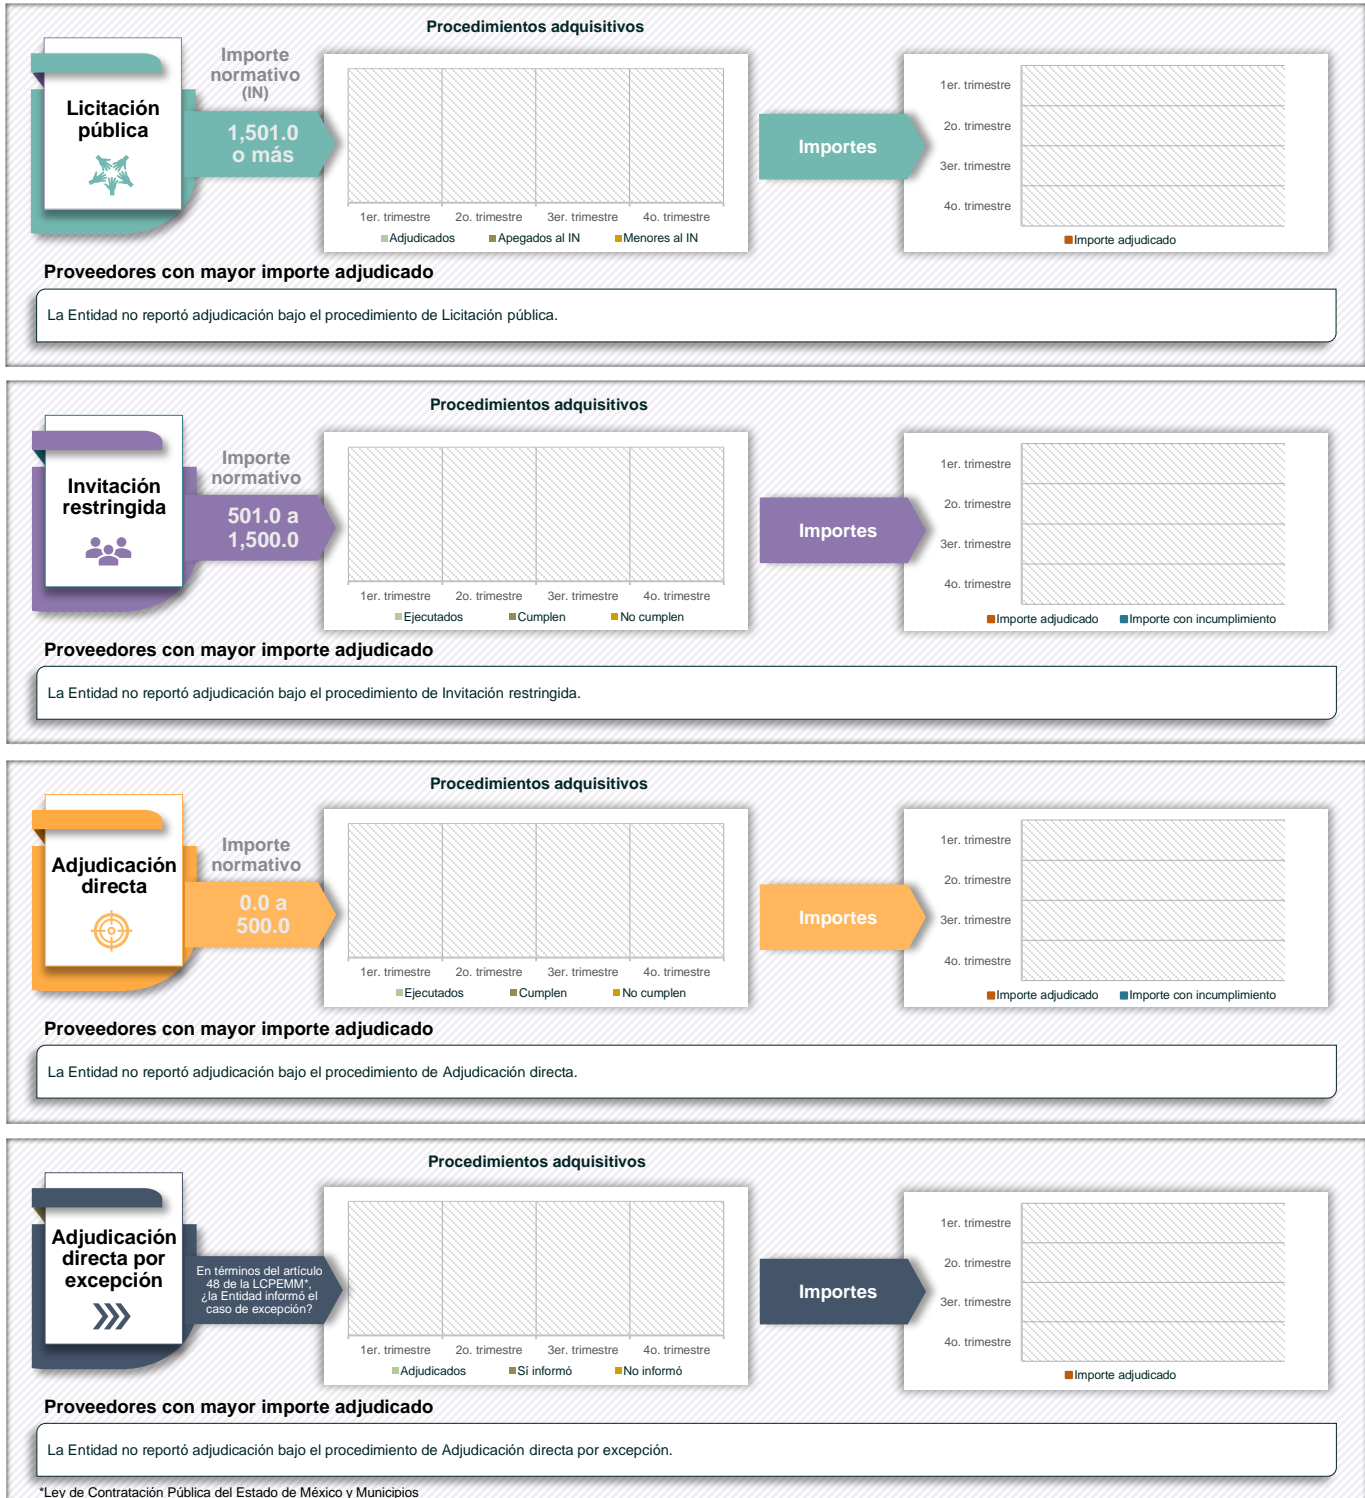 Procedimientos adquisitivos
Licitación
pública
Importe
normativo
(IN)
1,501.0
o más
1er. trimestre
2o. trimestre
3er. trimestre
4o. trimestre
Adjudicados
Apegados al IN
Menores al IN
Importes
1er. trimestre
2o. trimestre
3er. trimestre
4o. trimestre
Importe adjudicado
Proveedores con mayor importe adjudicado
La Entidad no reportó adjudicación bajo el procedimiento de Licitación pública.
Procedimientos adquisitivos
Invitación
restringida
Importe
normativo
501.0 a
1,500.0
1er. trimestre
2o. trimestre
3er. trimestre
4o. trimestre
Ejecutados
Cumplen
No cumplen
Importes
1er. trimestre
2o. trimestre
3er. trimestre
4o. trimestre
Importe adjudicado
Importe con incumplimiento
Proveedores con mayor importe adjudicado
La Entidad no reportó adjudicación bajo el procedimiento de Invitación restringida.
Procedimientos adquisitivos
Adjudicación
directa
Importe
normativo
0.0 a
500.0
1er. trimestre
2o. trimestre
3er. trimestre
4o. trimestre
Ejecutados
Cumplen
No cumplen
Importes
1er. trimestre
2o. trimestre
3er. trimestre
4o. trimestre
Importe adjudicado
Importe con incumplimiento
Proveedores con mayor importe adjudicado
La Entidad no reportó adjudicación bajo el procedimiento de Adjudicación directa.
Procedimientos adquisitivos
Adjudicación
directa por
excepción
En términos del artículo
48 de la LCPEMM*,
¿la Entidad informó el
caso de excepción?
1er. trimestre
2o. trimestre
3er. trimestre
4o. trimestre
Adjudicados
Sí informó
No informó
Importes
1er. trimestre
2o. trimestre
3er. trimestre
4o. trimestre
Importe adjudicado
Proveedores con mayor importe adjudicado
La Entidad no reportó adjudicación bajo el procedimiento de Adjudicación directa por excepción.
*Ley de Contratación Pública del Estado de México y Municipios